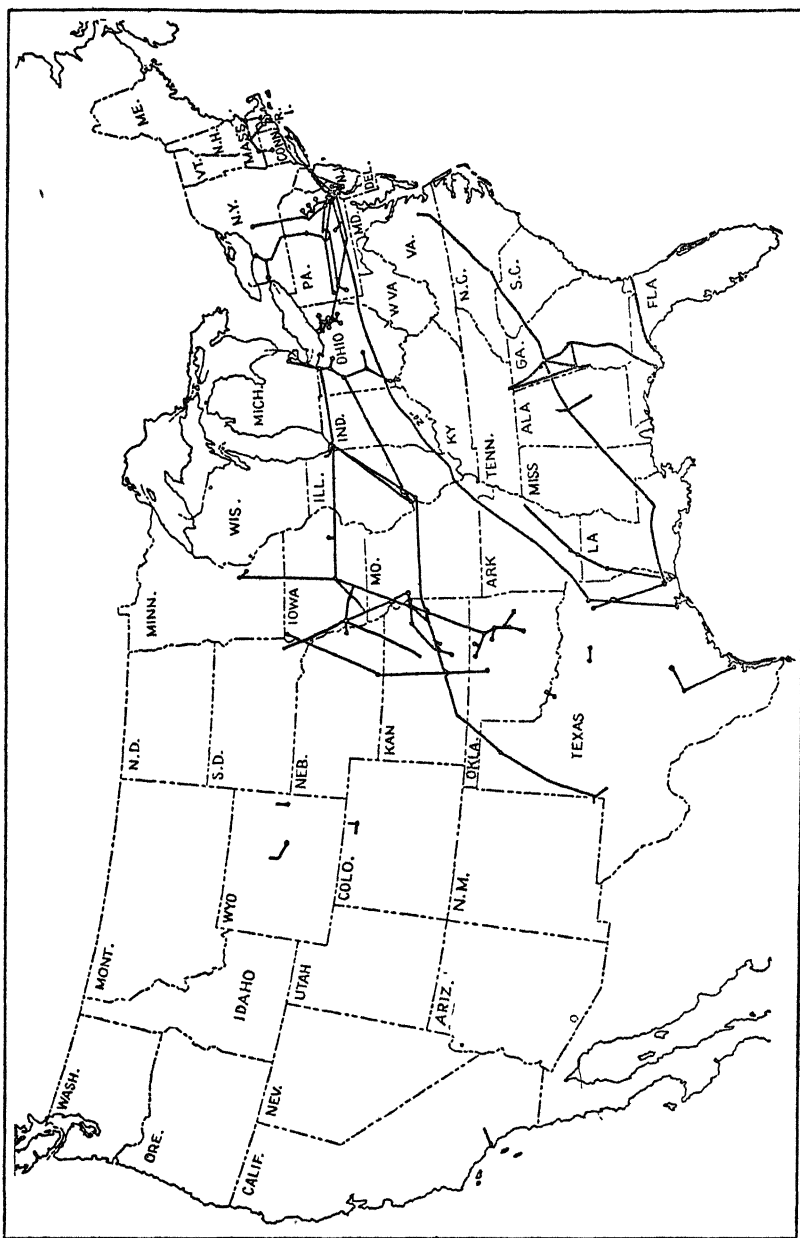 WASH.
ORE.
CALIF.
NEV.
IDAHO
MONT.
WYO
UTAH
COLO.
ARIZ.
N.M.
N.D.
S.D.
NEB.
KAN
OKLA.
TEXAS
MINN.
IOWA
MO.
ARK
LA
WIS.
ILL.
MICH.
IND.
OHIO
KY
TENN.
MISS
ALA
GA.
FLA
S.C.
N.C.
VA.
WVA
MD.
DEL.
PA.
N.Y.
VT.
N.H.
ME.
MASS.
CONN.